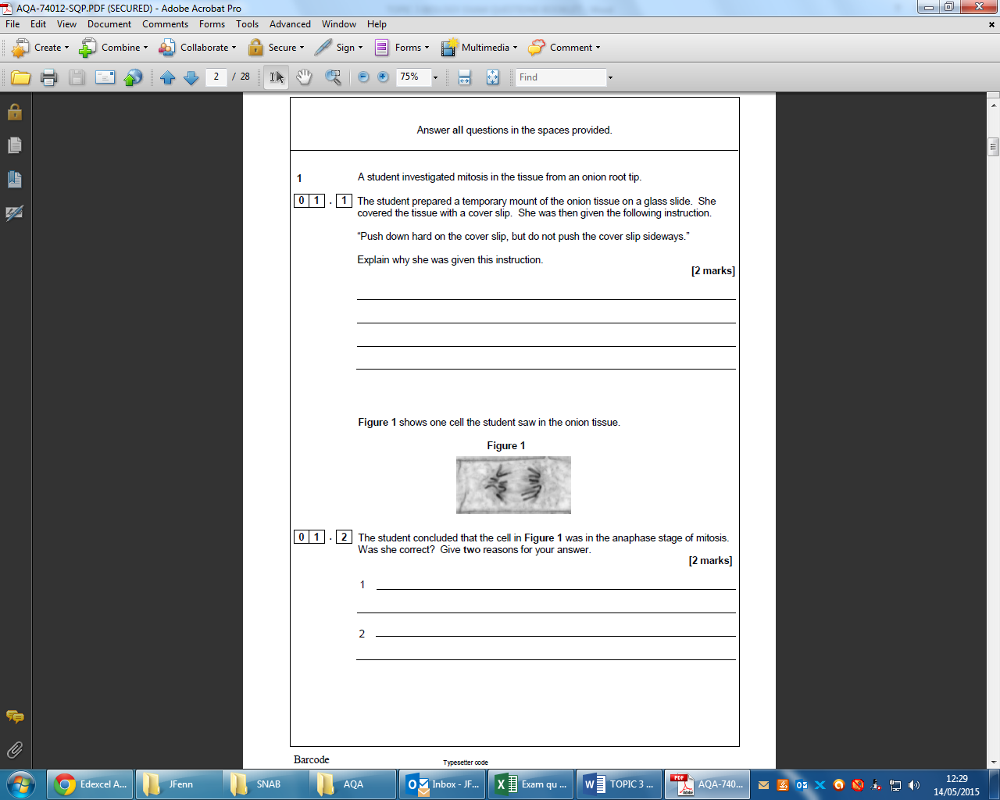 AQA-74012-SQP.PDF (SECURED) - Adobe Acrobat Pro
File Edit View Document Comments Forms Tools Advanced Window Help
Create Combine Collaborate Secure Sign Forms Multimedia Comment
2 / 28 75% Find
Answer all questions in the spaces provided.
1 A student investigated mitosis in the tissue from an onion root tip.
0 1 . 1 The student prepared a temporary mount of the onion tissue on a glass slide. She
covered the tissue with a cover slip. She was then given the following instruction.
“Push down hard on the cover slip, but do not push the cover slip sideways.”
Explain why she was given this instruction.
[2 marks]
Figure 1 shows one cell the student saw in the onion tissue.
Figure 1
0 1 . 2 The student concluded that the cell in Figure 1 was in the anaphase stage of mitosis.
Was she correct? Give two reasons for your answer.
[2 marks]
1
2
Barcode
Typesetter code
Edexcel A... JFenn SNAB AQA Inbox - JF... Exam qu ... TOPIC 3 ... AQA-740... 12:29
14/05/2015